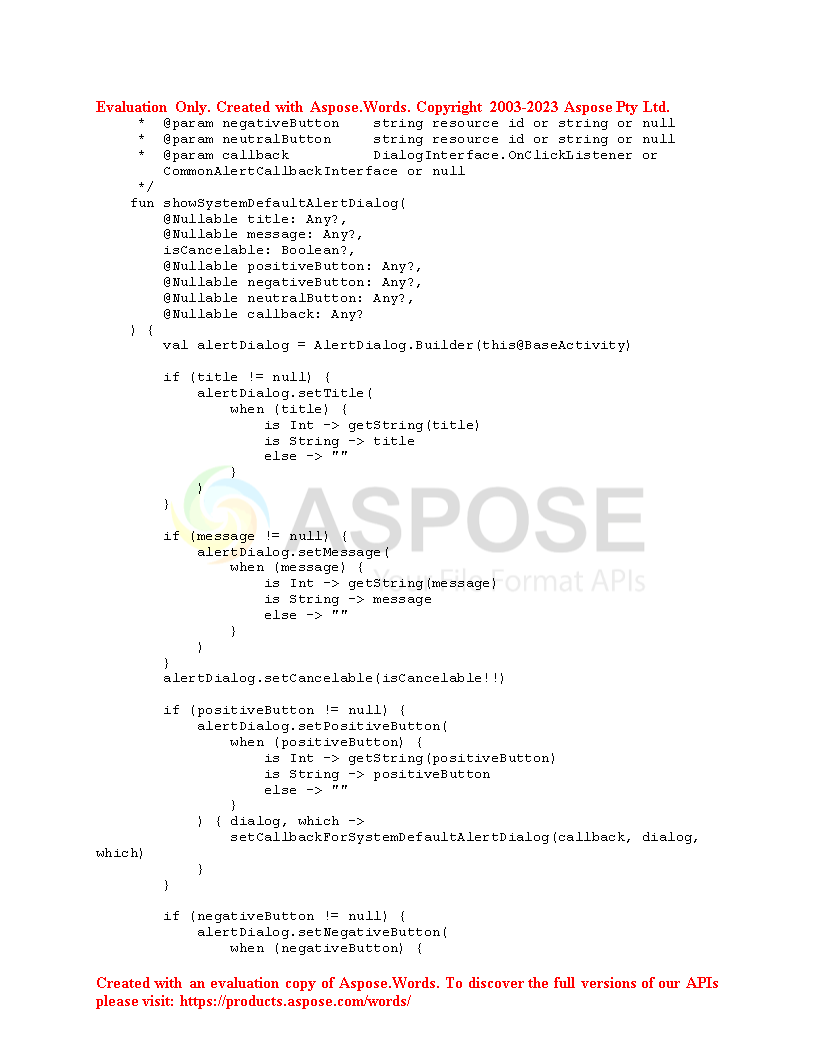 Evaluation Only. Created with Aspose.Words. Copyright 2003-2023 Aspose Pty Ltd.
     *  @param negativeButton    string resource id or string or null
     *  @param neutralButton     string resource id or string or null
     *  @param callback          DialogInterface.OnClickListener or
        CommonAlertCallbackInterface or null
     */
    fun showSystemDefaultAlertDialog(
        @Nullable title: Any?,
        @Nullable message: Any?,
        isCancelable: Boolean?,
        @Nullable positiveButton: Any?,
        @Nullable negativeButton: Any?,
        @Nullable neutralButton: Any?,
        @Nullable callback: Any?
    ) {
        val alertDialog = AlertDialog.Builder(this@BaseActivity)

        if (title != null) {
            alertDialog.setTitle(
                when (title) {
                    is Int -> getString(title)
                    is String -> title
                    else -> ""
                }
            )
        }
ASPOSE

        if (message != null) {
            alertDialog.setMessage(
                when (message) {
Your File Format APIs
                    is Int -> getString(message)
                    is String -> message
                    else -> ""
                }
            )
        }
        alertDialog.setCancelable(isCancelable!!)

        if (positiveButton != null) {
            alertDialog.setPositiveButton(
                when (positiveButton) {
                    is Int -> getString(positiveButton)
                    is String -> positiveButton
                    else -> ""
                }
            ) { dialog, which ->
                setCallbackForSystemDefaultAlertDialog(callback, dialog,
which)
            }
        }

        if (negativeButton != null) {
            alertDialog.setNegativeButton(
                when (negativeButton) {

Created with an evaluation copy of Aspose.Words. To discover the full versions of our APIs
please visit: https://products.aspose.com/words/